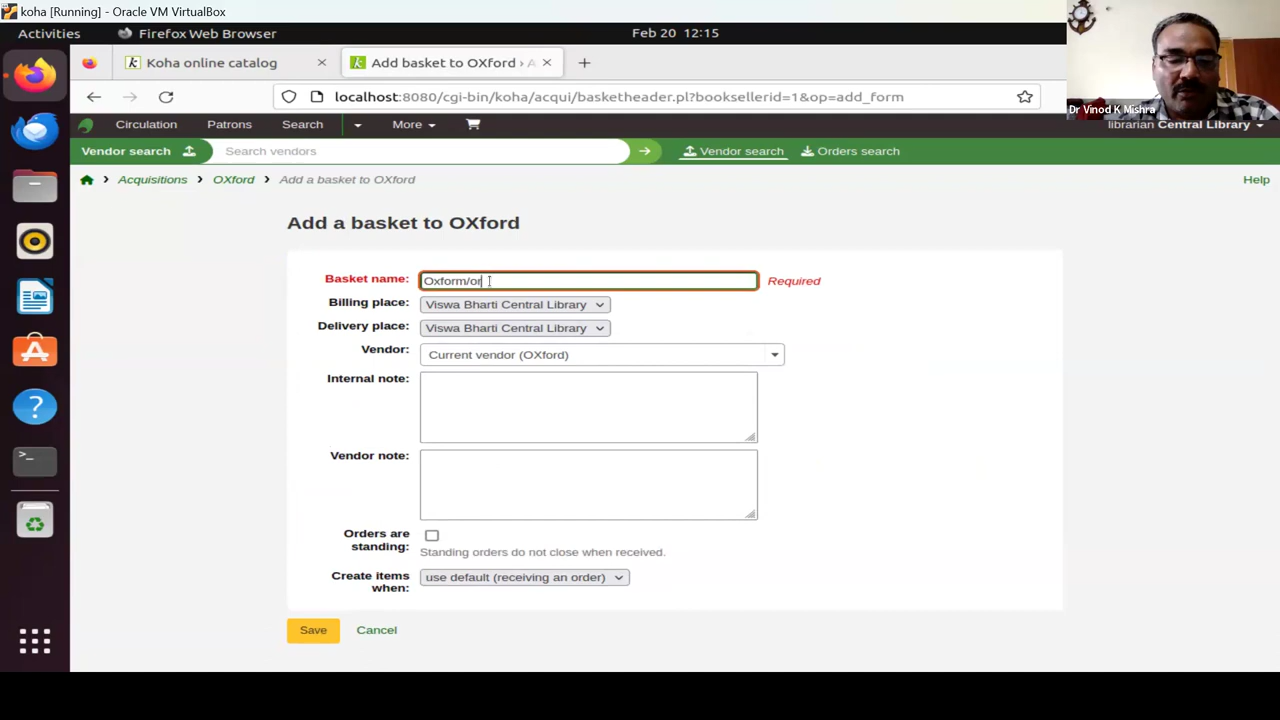 koha [Running] - Oracle VM VirtualBox
Activities Firefox Web Browser Feb 20 12:15
Koha online catalog Add basket to OXford › A
localhost:8080/cgi-bin/koha/acqui/basketheader.pl?booksellerid=1&op=add_form
Dr Vinod K Mishra
Circulation Patrons Search More librarian Central Library
Vendor search Search vendors Vendor search Orders search
Acquisitions OXford Add a basket to OXford Help
Add a basket to OXford
Basket name: Oxform/or Required
Billing place: Viswa Bharti Central Library
Delivery place: Viswa Bharti Central Library
Vendor: Current vendor (OXford)
Internal note:
Vendor note:
Orders are
standing:
Standing orders do not close when received.
Create items
when: use default (receiving an order)
Save Cancel